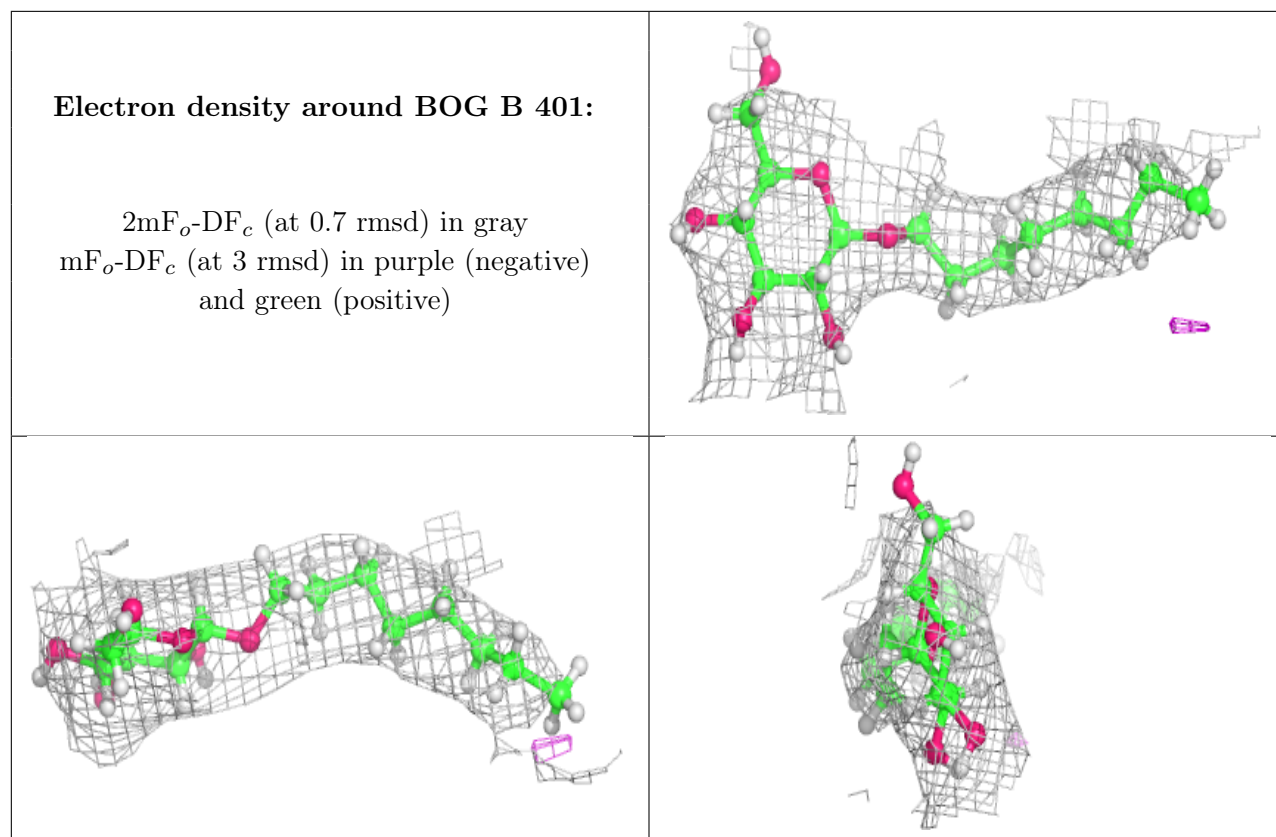 Electron density around BOG B 401:
2mFₒ-DF𝒸 (at 0.7 rmsd) in gray
mFₒ-DF𝒸 (at 3 rmsd) in purple (negative)
and green (positive)